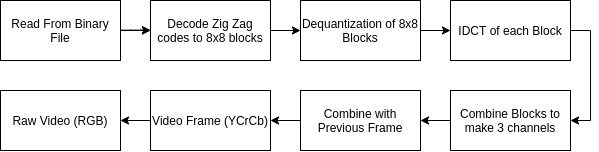 Read From Binary
File
Decode Zig Zag
codes to 8x8 blocks
Dequantization of 8x8
Blocks
IDCT of each Block
Combine Blocks to
make 3 channels
Combine with
Previous Frame
Video Frame (YCrCb)
Raw Video (RGB)